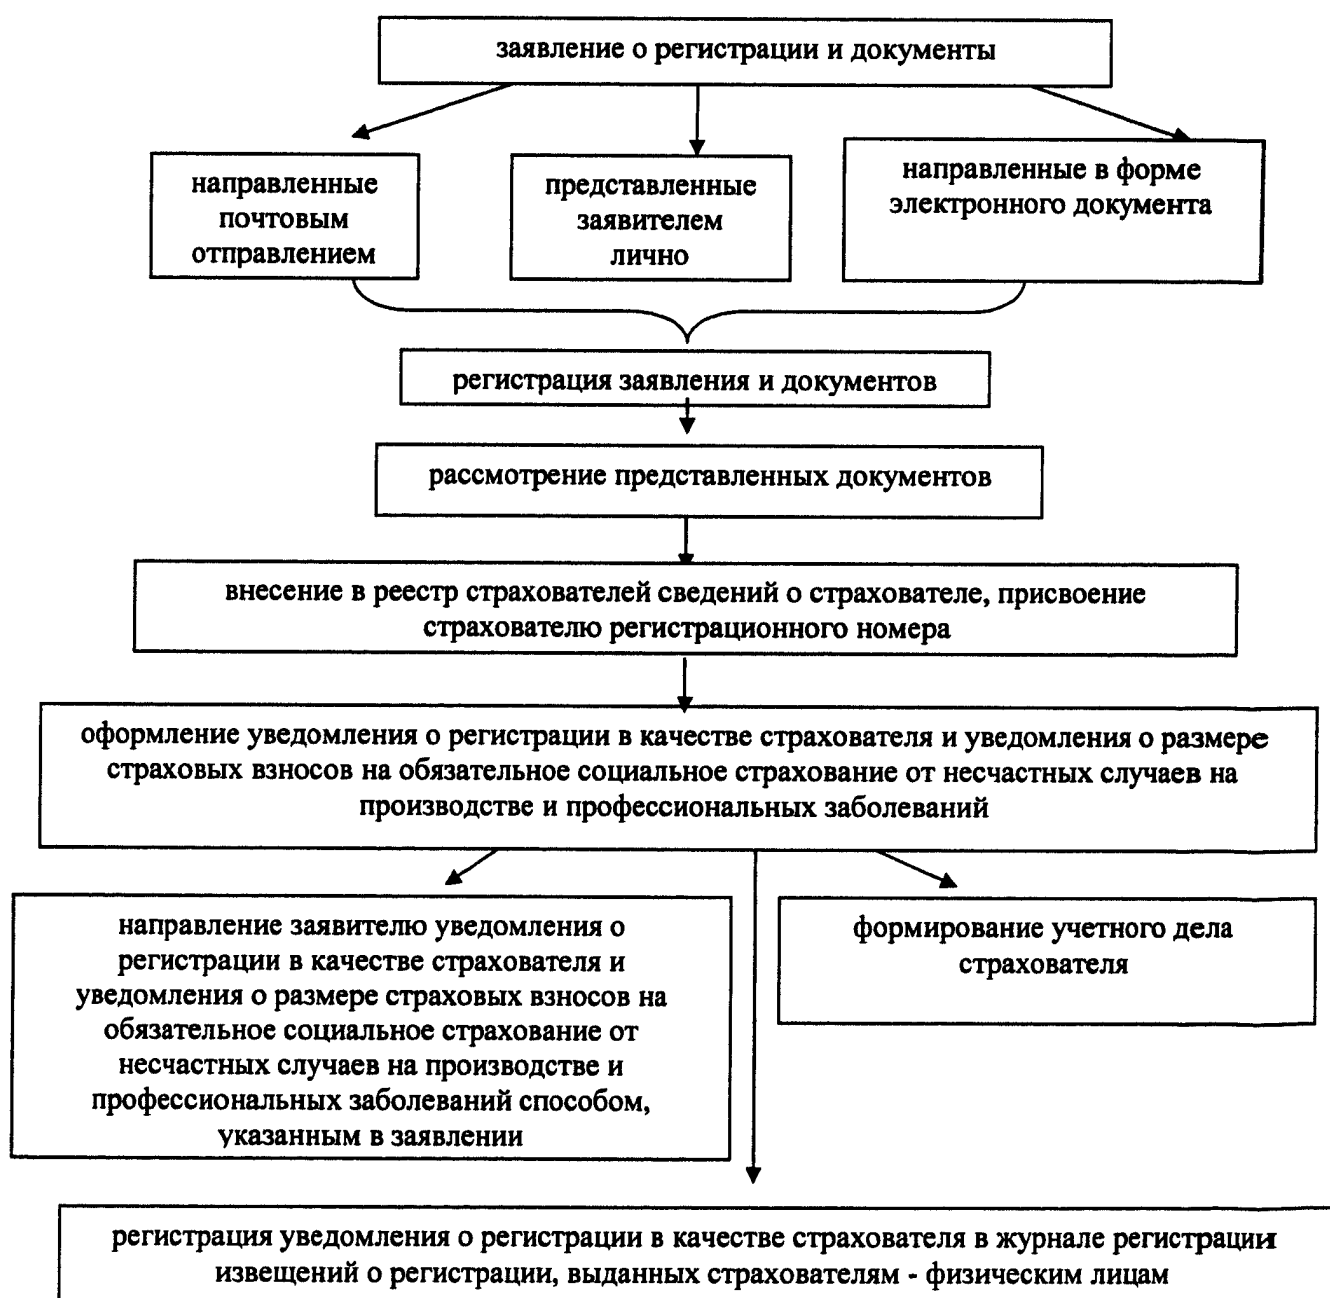 заявление о регистрации и документы
направленные
почтовым
отправлением
представленные
заявителем
лично
направленные в форме
электронного документа
регистрация заявления и документов
рассмотрение представленных документов
внесение в реестр страхователей сведений о страхователе, присвоение
страхователю регистрационного номера
оформление уведомления о регистрации в качестве страхователя и уведомления о размере
страховых взносов на обязательное социальное страхование от несчастных случаев на
производстве и профессиональных заболеваний
направление заявителю уведомления о
регистрации в качестве страхователя и
уведомления о размере страховых взносов на
обязательное социальное страхование от
несчастных случаев на производстве и
профессиональных заболеваний способом,
указанным в заявлении
формирование учетного дела
страхователя
регистрация уведомления о регистрации в качестве страхователя в журнале регистрации
извещений о регистрации, выданных страхователям - физическим лицам